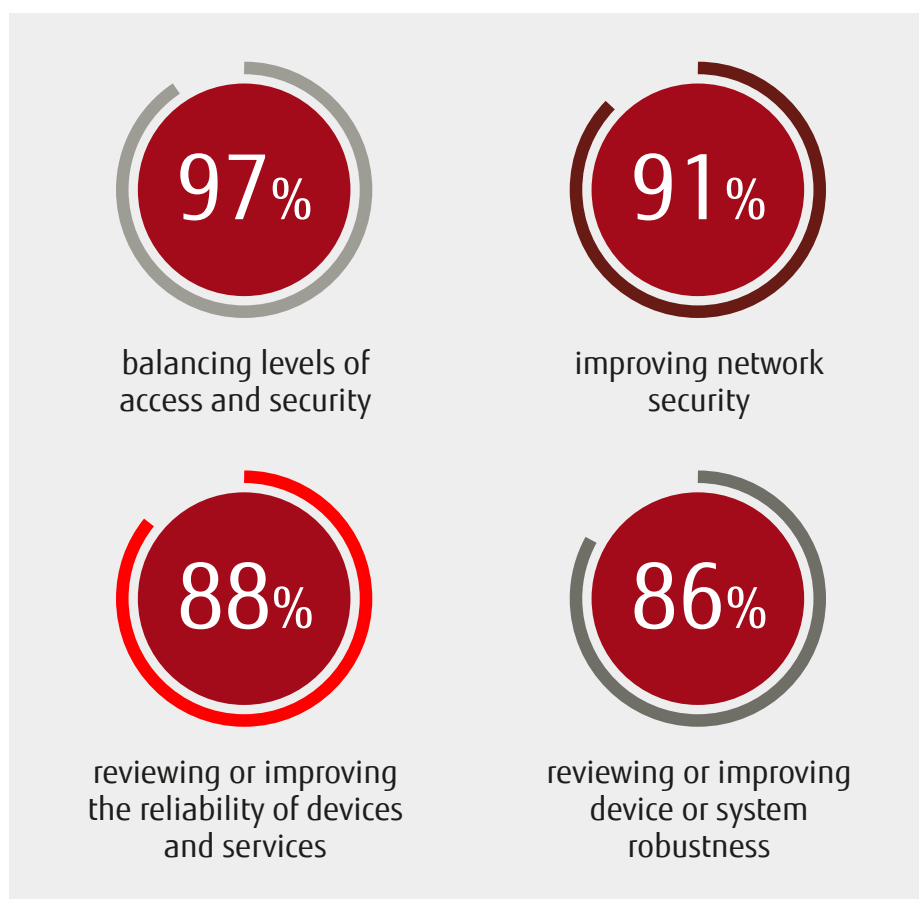 97%
balancing levels of
access and security
91%
improving network
security
88%
reviewing or improving
the reliability of devices
and services
86%
reviewing or improving
device or system
robustness